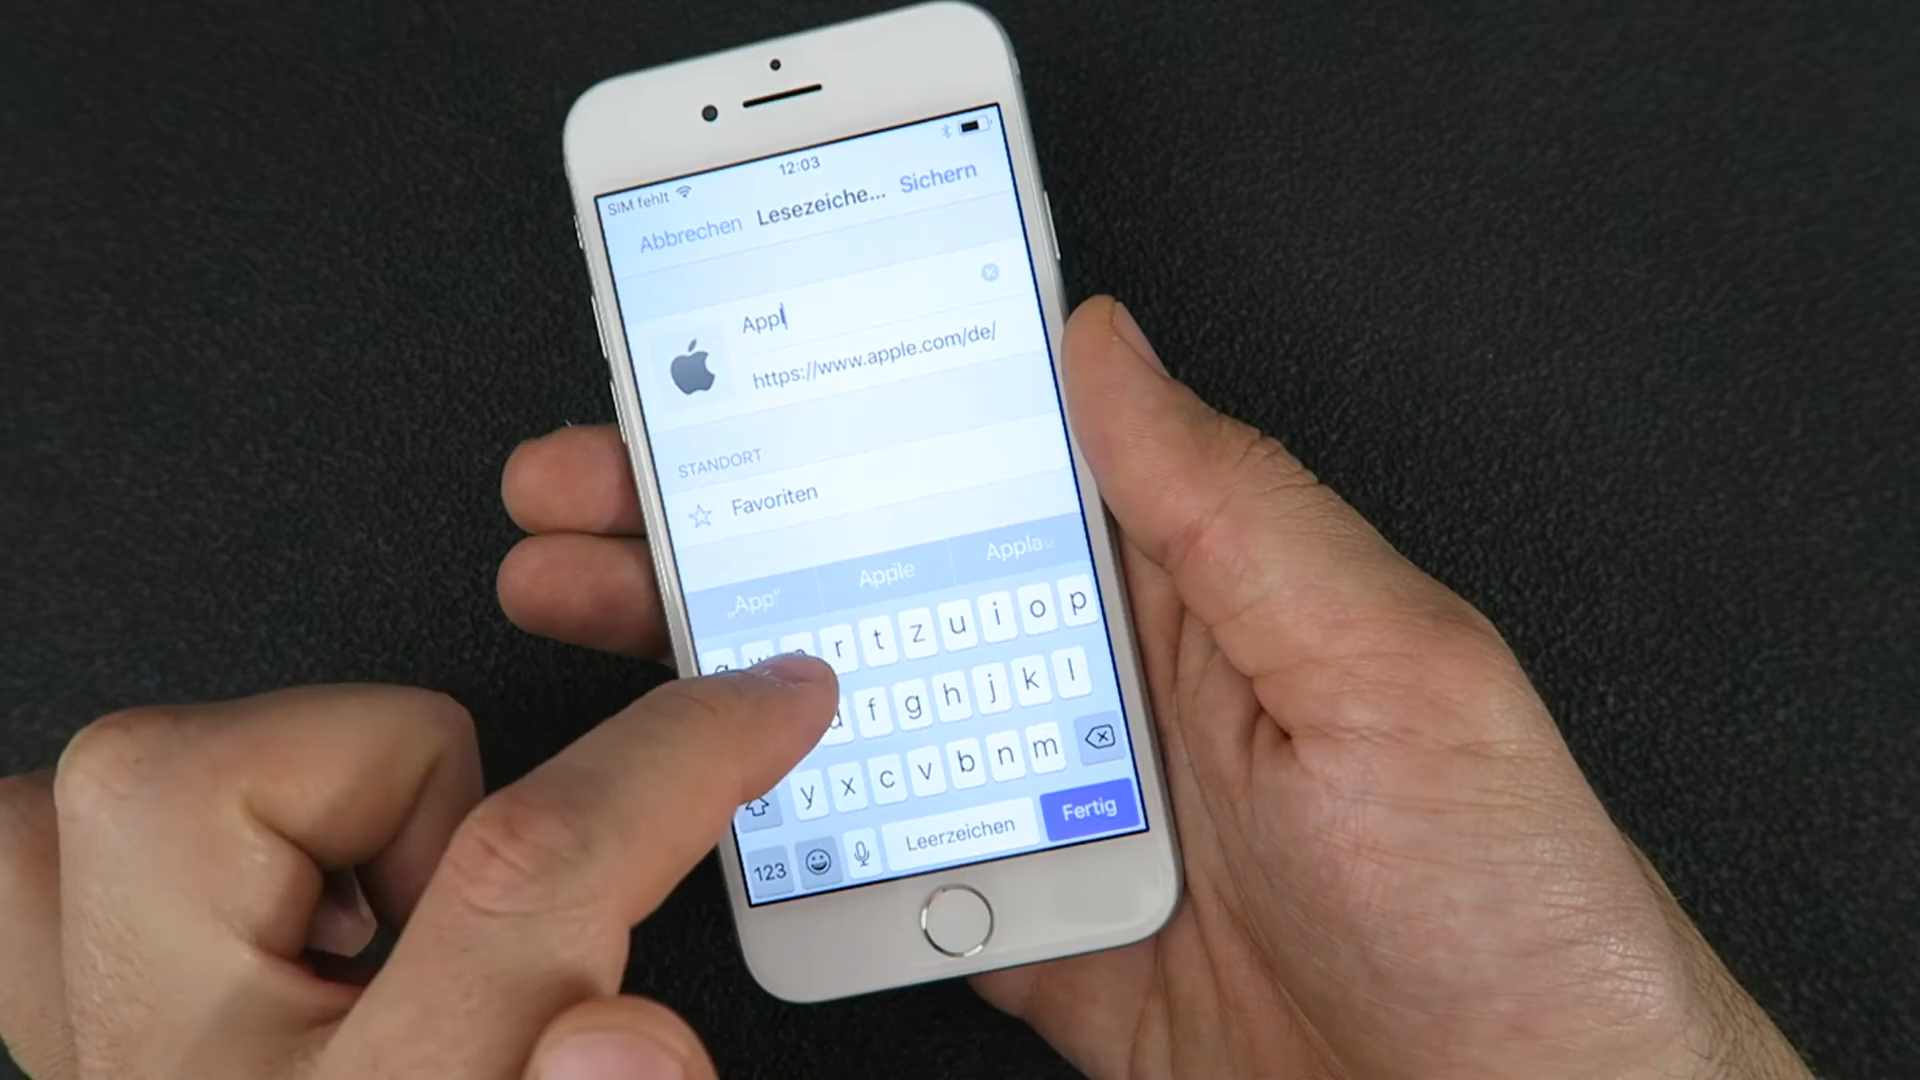 SIM fehlt 12:03
Abbrechen Lesezeiche... Sichern
App
https://www.apple.com/de/
STANDORT
Favoriten
„App“ Apple Applau
q w e r t z u i o p
d f g h j k l
y x c v b n m
123 Leerzeichen Fertig